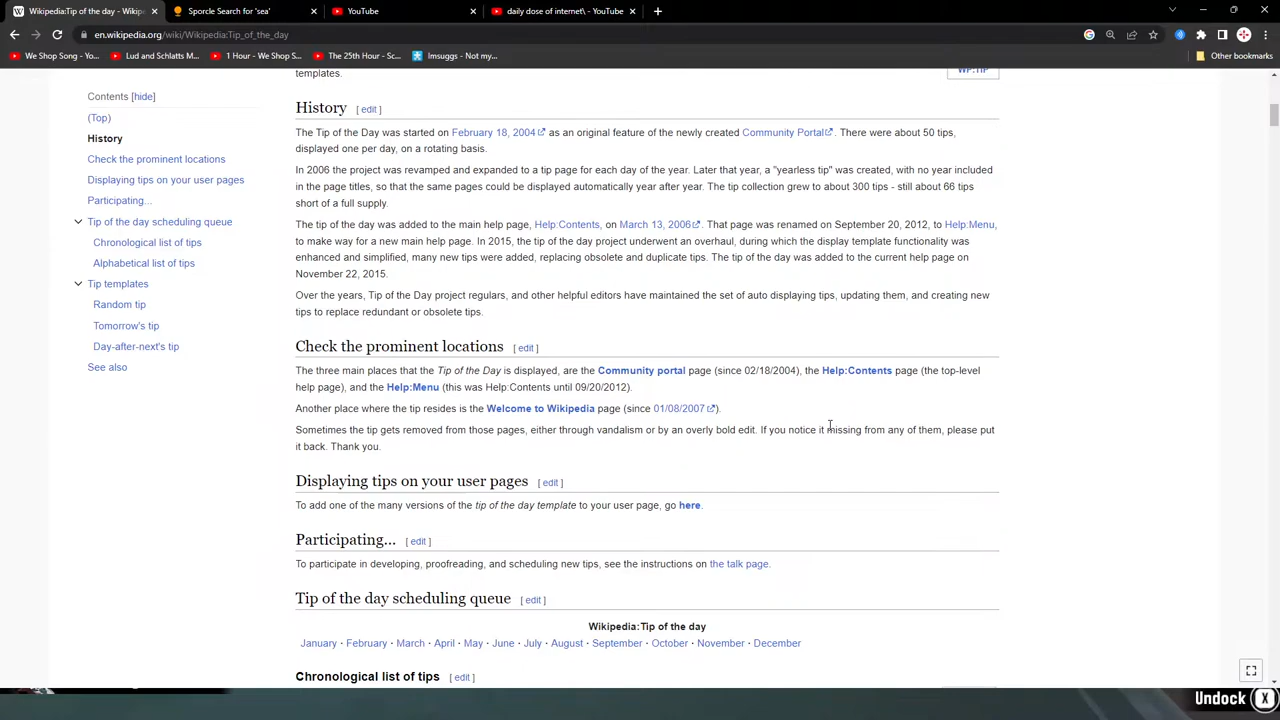 Wikipedia:Tip of the day - Wikip
Sporcle Search for 'sea'
YouTube
daily dose of internet\ - YouTube
en.wikipedia.org/wiki/Wikipedia:Tip_of_the_day
We Shop Song - Yo...
Lud and Schlatts M...
1 Hour - We Shop S...
The 25th Hour - Sc...
Imsuggs - Not my...
Other bookmarks
templates.
WP:TIP
Contents [hide]
(Top)
History
Check the prominent locations
Displaying tips on your user pages
Participating...
Tip of the day scheduling queue
Chronological list of tips
Alphabetical list of tips
Tip templates
Random tip
Tomorrow's tip
Day-after-next's tip
See also
History [ edit ]
The Tip of the Day was started on February 18, 2004 as an original feature of the newly created Community Portal. There were about 50 tips,
displayed one per day, on a rotating basis.
In 2006 the project was revamped and expanded to a tip page for each day of the year. Later that year, a "yearless tip" was created, with no year included
in the page titles, so that the same pages could be displayed automatically year after year. The tip collection grew to about 300 tips - still about 66 tips
short of a full supply.
The tip of the day was added to the main help page, Help:Contents, on March 13, 2006. That page was renamed on September 20, 2012, to Help:Menu,
to make way for a new main help page. In 2015, the tip of the day project underwent an overhaul, during which the display template functionality was
enhanced and simplified, many new tips were added, replacing obsolete and duplicate tips. The tip of the day was added to the current help page on
November 22, 2015.
Over the years, Tip of the Day project regulars, and other helpful editors have maintained the set of auto displaying tips, updating them, and creating new
tips to replace redundant or obsolete tips.
Check the prominent locations [ edit ]
The three main places that the Tip of the Day is displayed, are the Community portal page (since 02/18/2004), the Help:Contents page (the top-level
help page), and the Help:Menu (this was Help:Contents until 09/20/2012).
Another place where the tip resides is the Welcome to Wikipedia page (since 01/08/2007).
Sometimes the tip gets removed from those pages, either through vandalism or by an overly bold edit. If you notice it missing from any of them, please put
it back. Thank you.
Displaying tips on your user pages [ edit ]
To add one of the many versions of the tip of the day template to your user page, go here.
Participating... [ edit ]
To participate in developing, proofreading, and scheduling new tips, see the instructions on the talk page.
Tip of the day scheduling queue [ edit ]
Wikipedia:Tip of the day
January · February · March · April · May · June · July · August · September · October · November · December
Chronological list of tips [ edit ]
Undock X